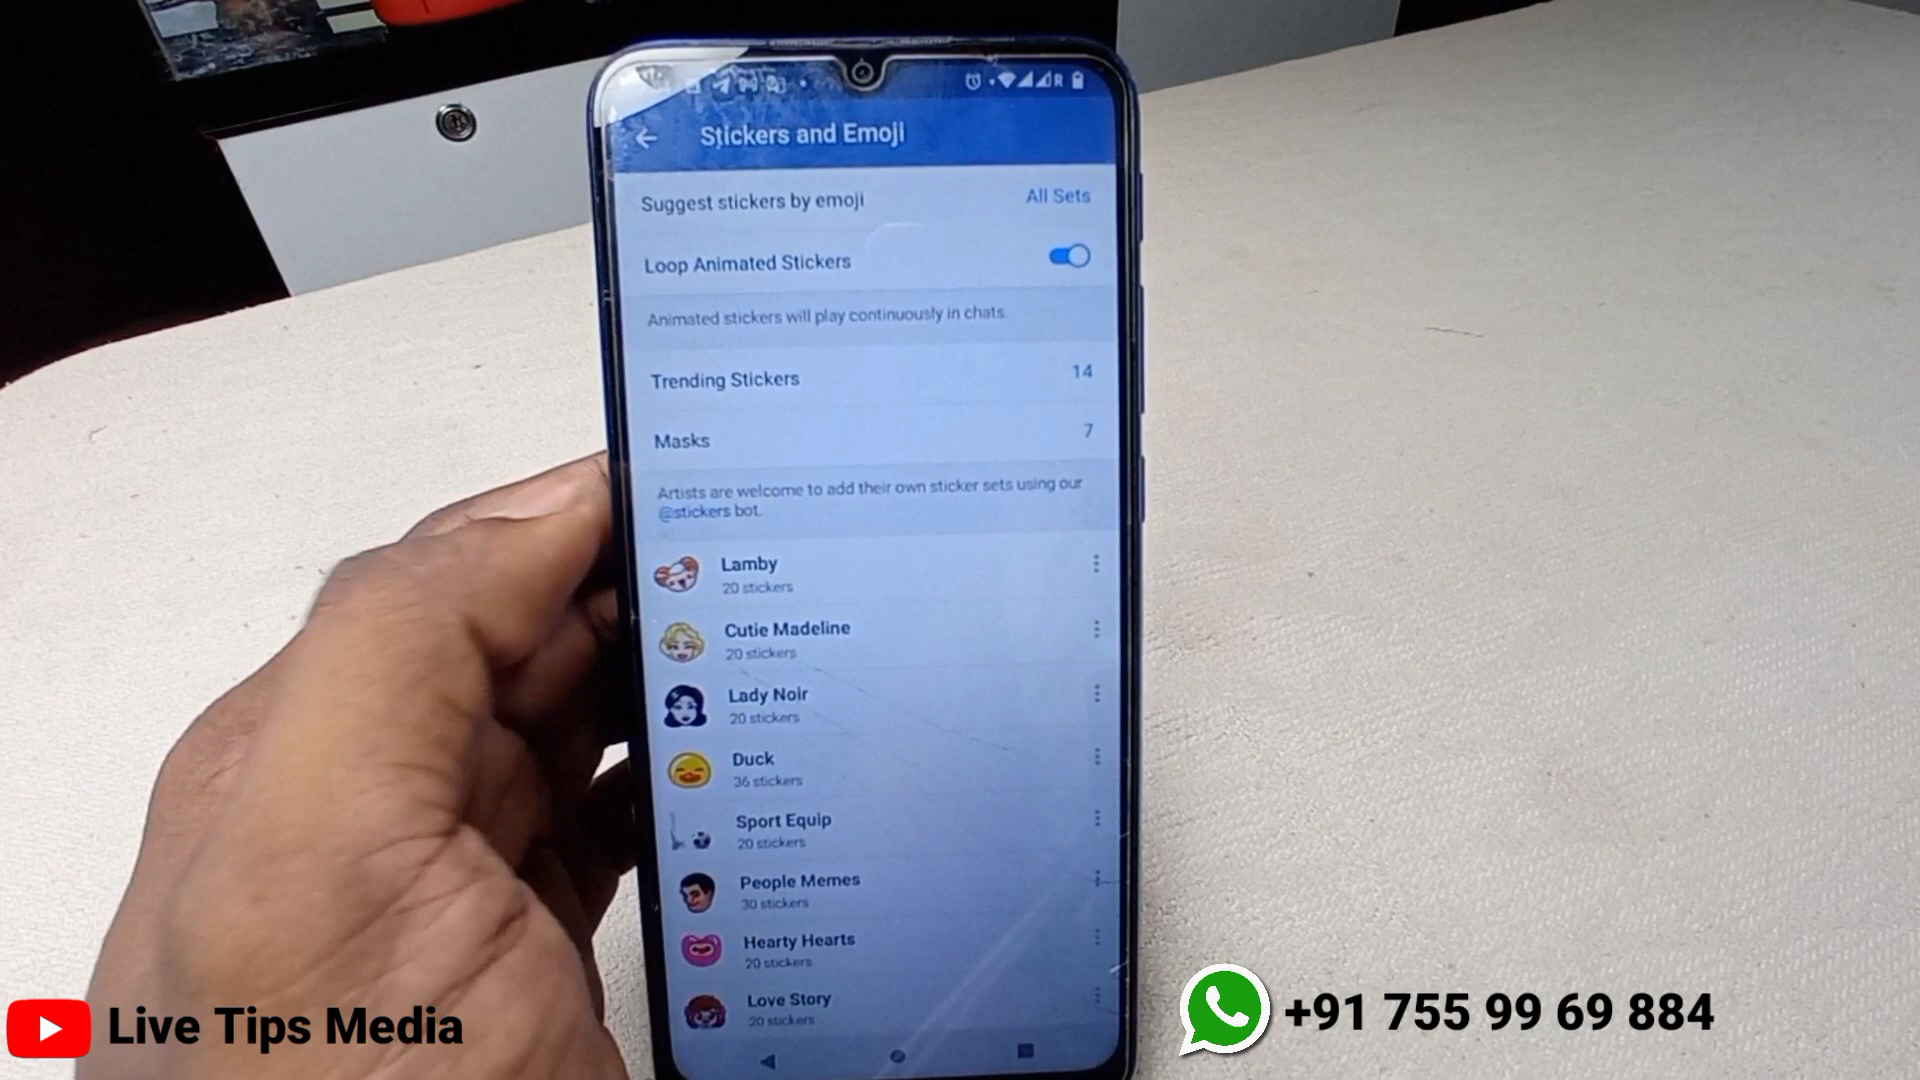 Stickers and Emoji
Suggest stickers by emoji All Sets
Loop Animated Stickers
Animated stickers will play continuously in chats.
Trending Stickers 14
Masks 7
Artists are welcome to add their own sticker sets using our
@stickers bot.
Lamby
20 stickers
Cutie Madeline
20 stickers
Lady Noir
20 stickers
Duck
36 stickers
Sport Equip
20 stickers
People Memes
30 stickers
Hearty Hearts
20 stickers
Love Story
20 stickers
Live Tips Media
+91 755 99 69 884